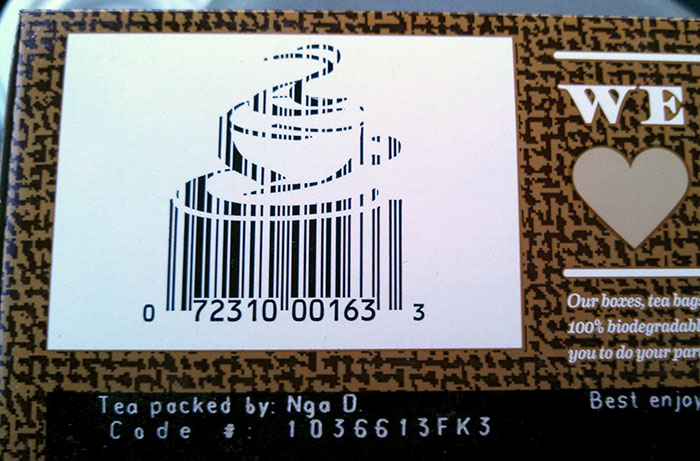 0 72310 00163 3
WE
Our boxes, tea bag
100% biodegradabl
you to do your par
Tea packed by: Nga D.
Code #: 1036613FK3
Best enjoy